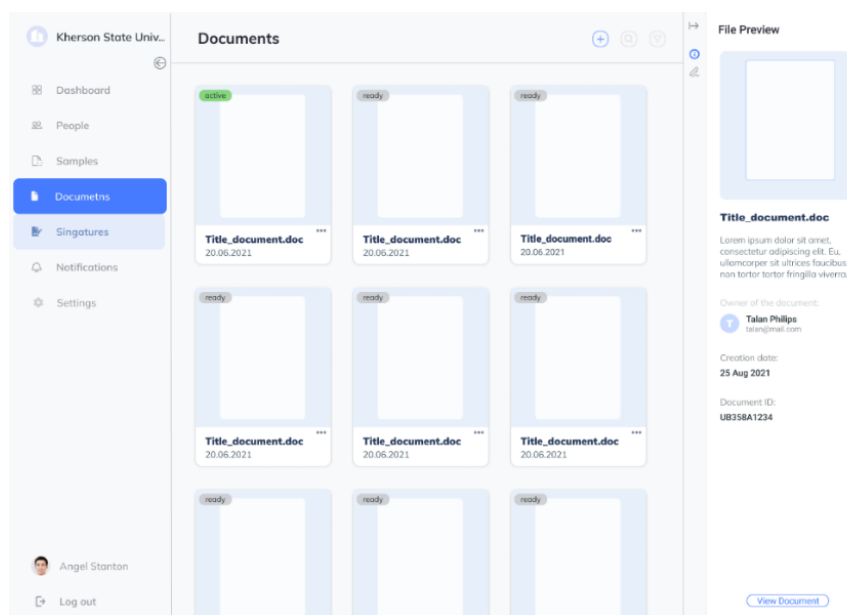 Kherson State Univ...
Dashboard
People
Samples
Documetns
Singatures
Notifications
Settings
Angel Stanton
Log out
Documents
active
ready
ready
Title_document.doc
20.06.2021
Title_document.doc
20.06.2021
Title_document.doc
20.06.2021
ready
ready
ready
Title_document.doc
20.06.2021
Title_document.doc
20.06.2021
Title_document.doc
20.06.2021
ready
ready
ready
File Preview
Title_document.doc
Lorem ipsum dolor sit amet,
consectetur adipiscing elit. Eu,
ullamcorper sit ultrices faucibus
non tortor tortor fringilla viverra.
Owner of the document:
T
Talan Philips
talan@mail.com
Creation date:
25 Aug 2021
Document ID:
UB358A1234
View Document